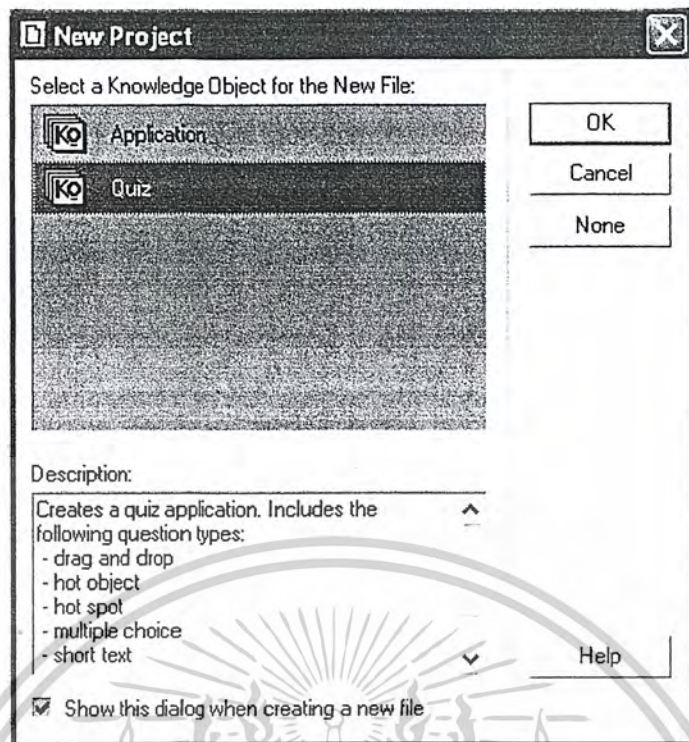 New Project
Select a Knowledge Object for the New File:
KO Application
KO Quiz
OK
Cancel
None
Description:
Creates a quiz application. Includes the
following question types:
- drag and drop
- hot object
- hot spot
- multiple choice
- short text
Help
Show this dialog when creating a new file